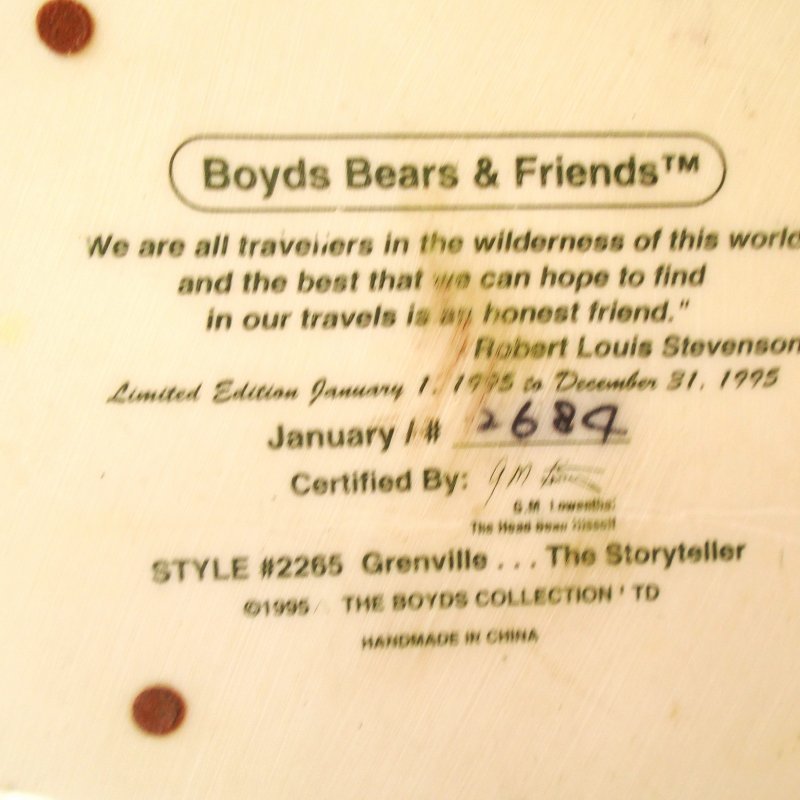 Boyds Bears & Friends™
We are all travellers in the wilderness of this world
and the best that we can hope to find
in our travels is an honest friend."
Robert Louis Stevenson
Limited Edition January 1, 1995 to December 31, 1995
January / # 2684
Certified By:
G.M. Lowenthal
The Head Bean Hisself
STYLE #2265 Grenville ... The Storyteller
©1995 THE BOYDS COLLECTION ' TD
HANDMADE IN CHINA